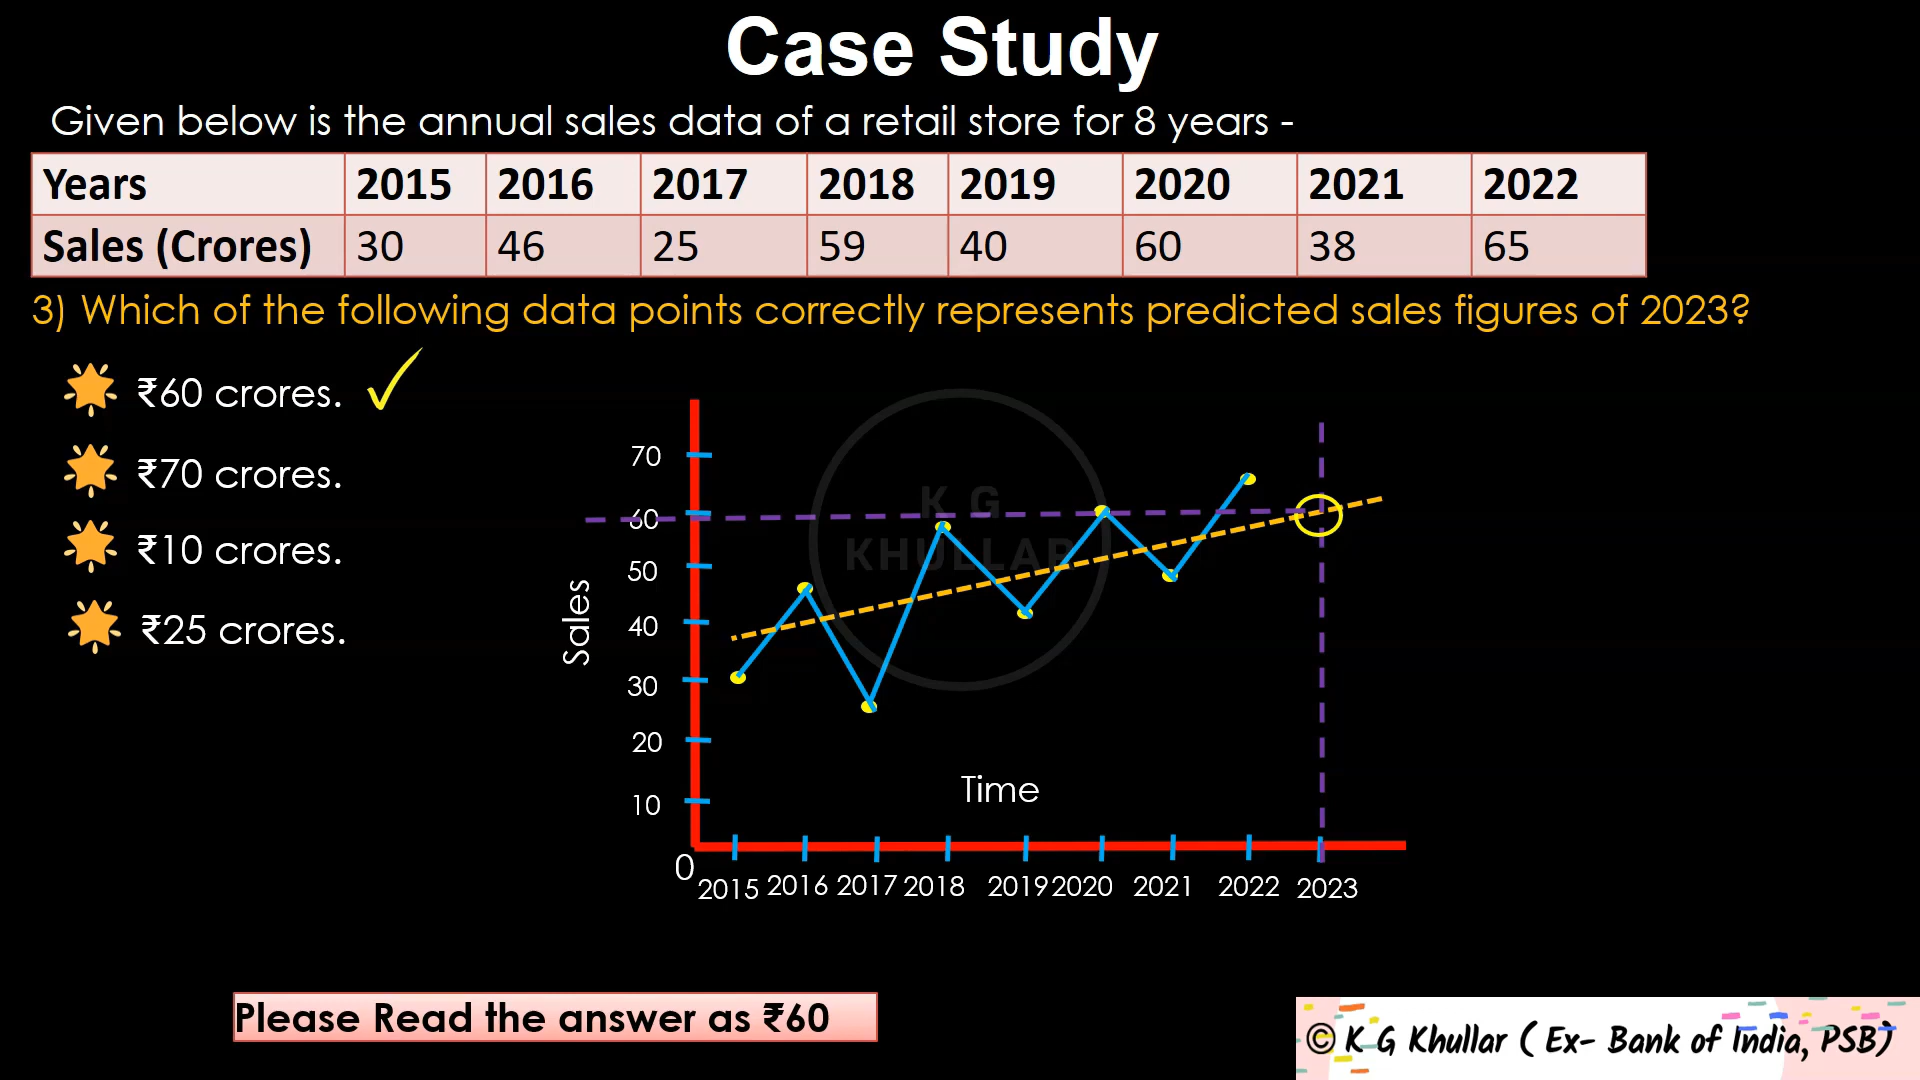 Case Study
Given below is the annual sales data of a retail store for 8 years -
Years 2015 2016 2017 2018 2019 2020 2021 2022
Sales (Crores) 30 46 25 59 40 60 38 65
3) Which of the following data points correctly represents predicted sales figures of 2023?
₹60 crores.
₹70 crores.
₹10 crores.
₹25 crores.
70
60
50
40
30
20
10
0
Sales
K G
KHULLAR
Time
2015 2016 2017 2018 2019 2020 2021 2022 2023
Please Read the answer as ₹60
© K G Khullar ( Ex- Bank of India, PSB)